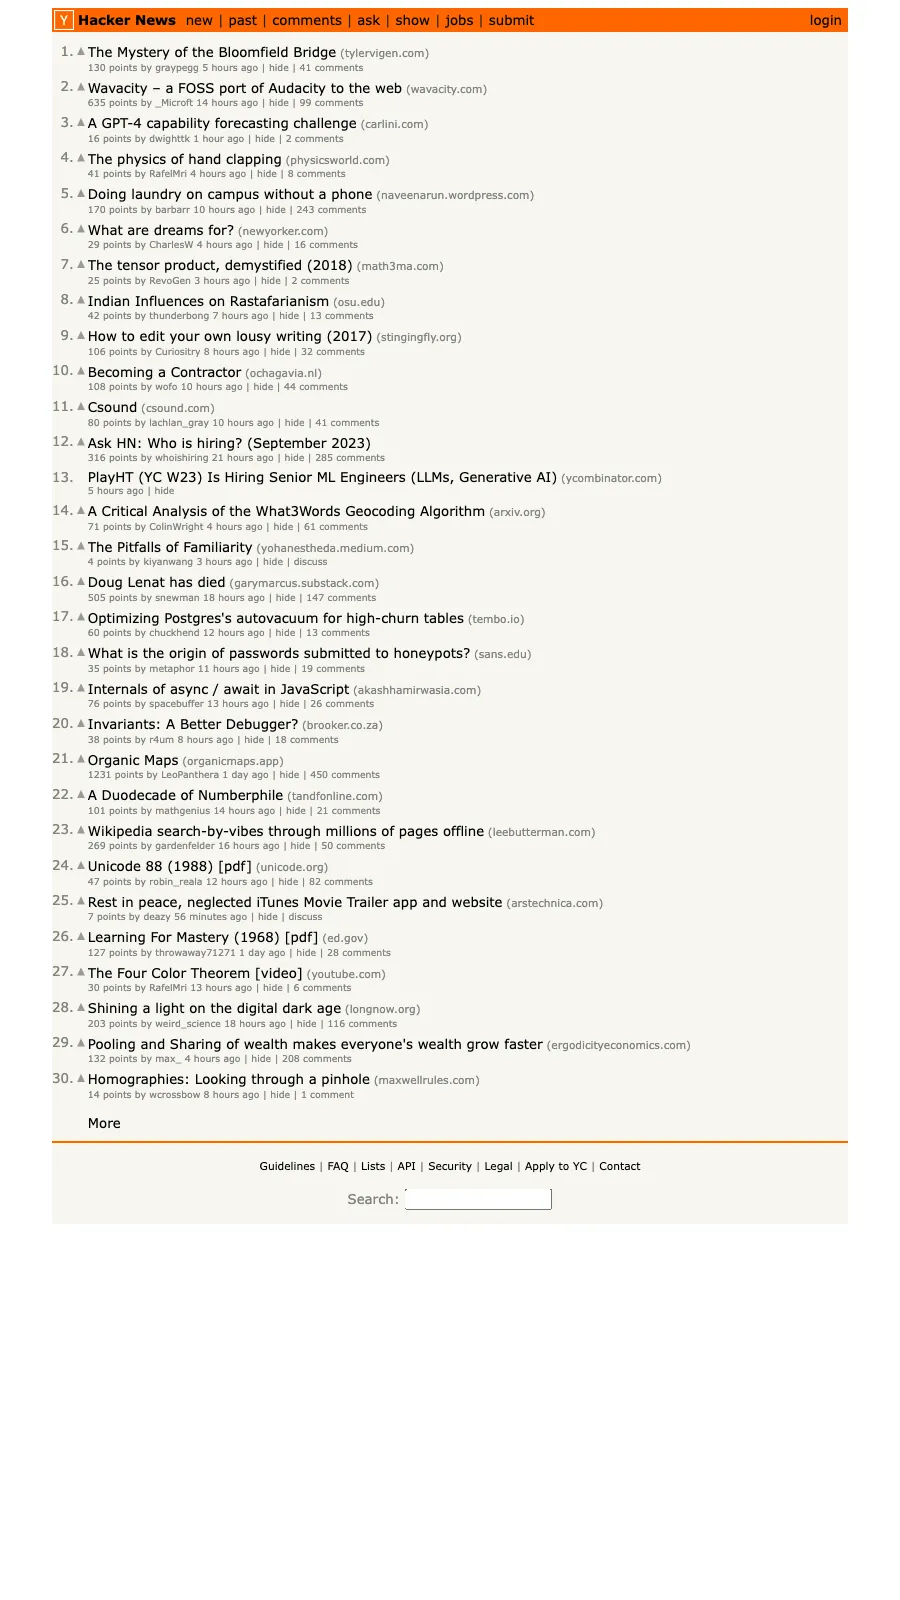 Y Hacker News new | past | comments | ask | show | jobs | submit login
1. ▲ The Mystery of the Bloomfield Bridge (tylervigen.com)
130 points by graypegg 5 hours ago | hide | 41 comments
2. ▲ Wavacity – a FOSS port of Audacity to the web (wavacity.com)
635 points by _Microft 14 hours ago | hide | 99 comments
3. ▲ A GPT-4 capability forecasting challenge (carlini.com)
16 points by dwighttk 1 hour ago | hide | 2 comments
4. ▲ The physics of hand clapping (physicsworld.com)
41 points by RafelMri 4 hours ago | hide | 8 comments
5. ▲ Doing laundry on campus without a phone (naveenarun.wordpress.com)
170 points by barbarr 10 hours ago | hide | 243 comments
6. ▲ What are dreams for? (newyorker.com)
29 points by CharlesW 4 hours ago | hide | 16 comments
7. ▲ The tensor product, demystified (2018) (math3ma.com)
25 points by RevoGen 3 hours ago | hide | 2 comments
8. ▲ Indian Influences on Rastafarianism (osu.edu)
42 points by thunderbong 7 hours ago | hide | 13 comments
9. ▲ How to edit your own lousy writing (2017) (stingingfly.org)
106 points by Curiositry 8 hours ago | hide | 32 comments
10. ▲ Becoming a Contractor (ochagavia.nl)
108 points by wofo 10 hours ago | hide | 44 comments
11. ▲ Csound (csound.com)
80 points by lachlan_gray 10 hours ago | hide | 41 comments
12. ▲ Ask HN: Who is hiring? (September 2023)
316 points by whoishiring 21 hours ago | hide | 285 comments
13. PlayHT (YC W23) Is Hiring Senior ML Engineers (LLMs, Generative AI) (ycombinator.com)
5 hours ago | hide
14. ▲ A Critical Analysis of the What3Words Geocoding Algorithm (arxiv.org)
71 points by ColinWright 4 hours ago | hide | 61 comments
15. ▲ The Pitfalls of Familiarity (yohanestheda.medium.com)
4 points by kiyanwang 3 hours ago | hide | discuss
16. ▲ Doug Lenat has died (garymarcus.substack.com)
505 points by snewman 18 hours ago | hide | 147 comments
17. ▲ Optimizing Postgres's autovacuum for high-churn tables (tembo.io)
60 points by chuckhend 12 hours ago | hide | 13 comments
18. ▲ What is the origin of passwords submitted to honeypots? (sans.edu)
35 points by metaphor 11 hours ago | hide | 19 comments
19. ▲ Internals of async / await in JavaScript (akashhamirwasia.com)
76 points by spacebuffer 13 hours ago | hide | 26 comments
20. ▲ Invariants: A Better Debugger? (brooker.co.za)
38 points by r4um 8 hours ago | hide | 18 comments
21. ▲ Organic Maps (organicmaps.app)
1231 points by LeoPanthera 1 day ago | hide | 450 comments
22. ▲ A Duodecade of Numberphile (tandfonline.com)
101 points by mathgenius 14 hours ago | hide | 21 comments
23. ▲ Wikipedia search-by-vibes through millions of pages offline (leebutterman.com)
269 points by gardenfelder 16 hours ago | hide | 50 comments
24. ▲ Unicode 88 (1988) [pdf] (unicode.org)
47 points by robin_reala 12 hours ago | hide | 82 comments
25. ▲ Rest in peace, neglected iTunes Movie Trailer app and website (arstechnica.com)
7 points by deazy 56 minutes ago | hide | discuss
26. ▲ Learning For Mastery (1968) [pdf] (ed.gov)
127 points by throwaway71271 1 day ago | hide | 28 comments
27. ▲ The Four Color Theorem [video] (youtube.com)
30 points by RafelMri 13 hours ago | hide | 6 comments
28. ▲ Shining a light on the digital dark age (longnow.org)
203 points by weird_science 18 hours ago | hide | 116 comments
29. ▲ Pooling and Sharing of wealth makes everyone's wealth grow faster (ergodicityeconomics.com)
132 points by max_ 4 hours ago | hide | 208 comments
30. ▲ Homographies: Looking through a pinhole (maxwellrules.com)
14 points by wcrossbow 8 hours ago | hide | 1 comment
More
Guidelines | FAQ | Lists | API | Security | Legal | Apply to YC | Contact
Search: